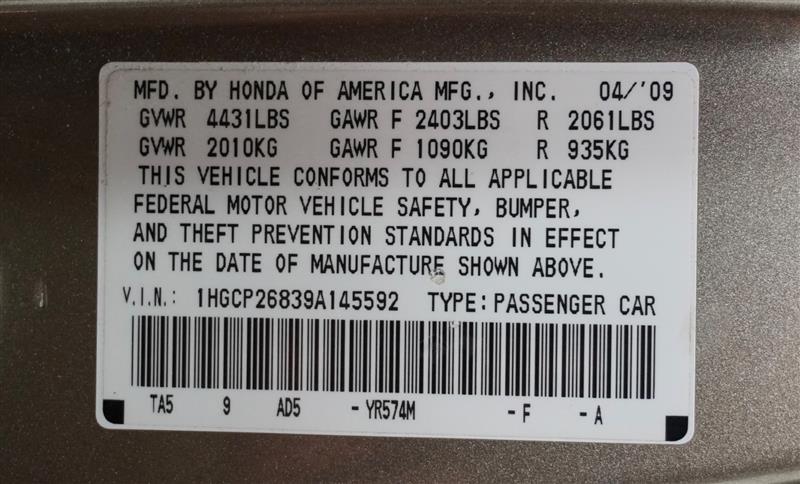 MFD. BY HONDA OF AMERICA MFG., INC. 04/'09
GVWR 4431LBS GAWR F 2403LBS R 2061LBS
GVWR 2010KG GAWR F 1090KG R 935KG
THIS VEHICLE CONFORMS TO ALL APPLICABLE
FEDERAL MOTOR VEHICLE SAFETY, BUMPER,
AND THEFT PREVENTION STANDARDS IN EFFECT
ON THE DATE OF MANUFACTURE SHOWN ABOVE.
V.I.N.: 1HGCP26839A145592 TYPE: PASSENGER CAR
TA5 9 AD5 -YR574M -F -A